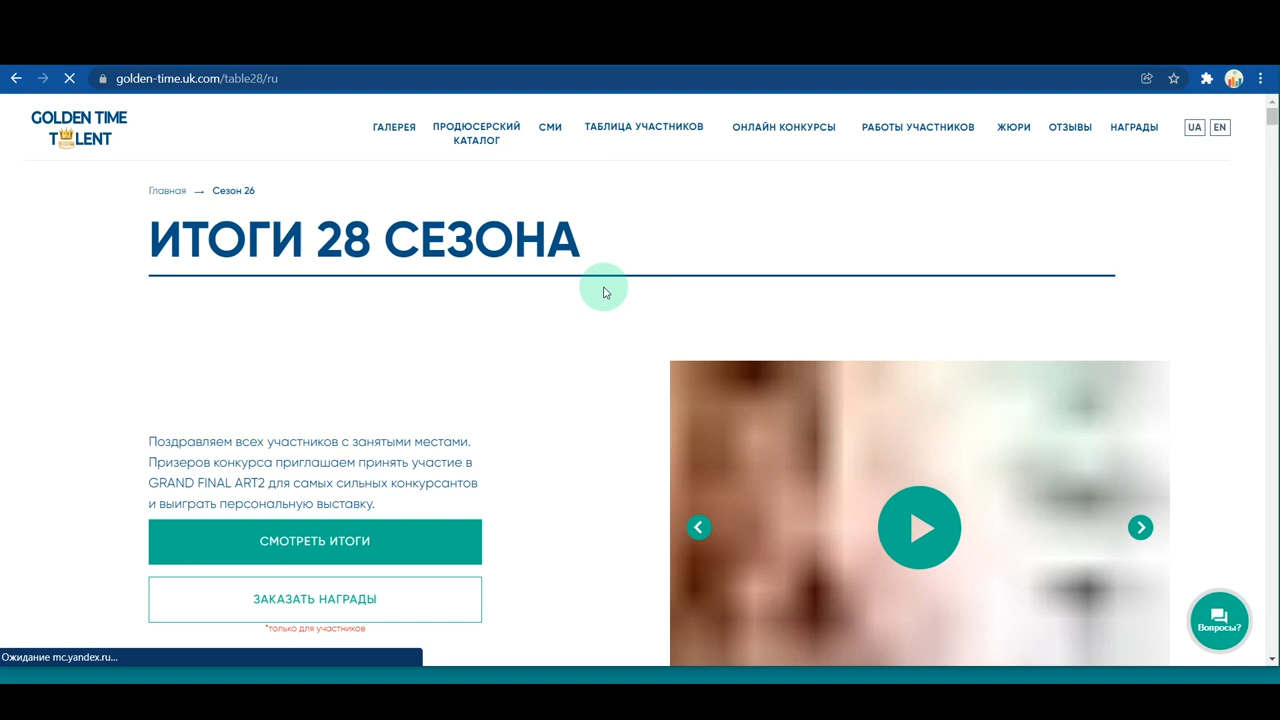 golden-time.uk.com/table28/ru
GOLDEN TIME
TALENT
ГАЛЕРЕЯ
ПРОДЮСЕРСКИЙ
КАТАЛОГ
СМИ
ТАБЛИЦА УЧАСТНИКОВ
ОНЛАЙН КОНКУРСЫ
РАБОТЫ УЧАСТНИКОВ
ЖЮРИ
ОТЗЫВЫ
НАГРАДЫ
UA
EN
Главная → Сезон 26
ИТОГИ 28 СЕЗОНА
Поздравляем всех участников с занятыми местами.
Призеров конкурса приглашаем принять участие в
GRAND FINAL ART2 для самых сильных конкурсантов
и выиграть персональную выставку.
СМОТРЕТЬ ИТОГИ
ЗАКАЗАТЬ НАГРАДЫ
*только для участников
Вопросы?
Ожидание mc.yandex.ru...